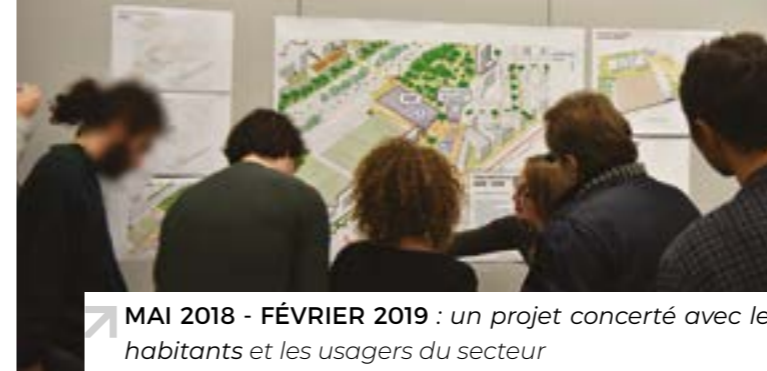 MAI 2018 - FÉVRIER 2019 : un projet concerté avec le
habitants et les usagers du secteur